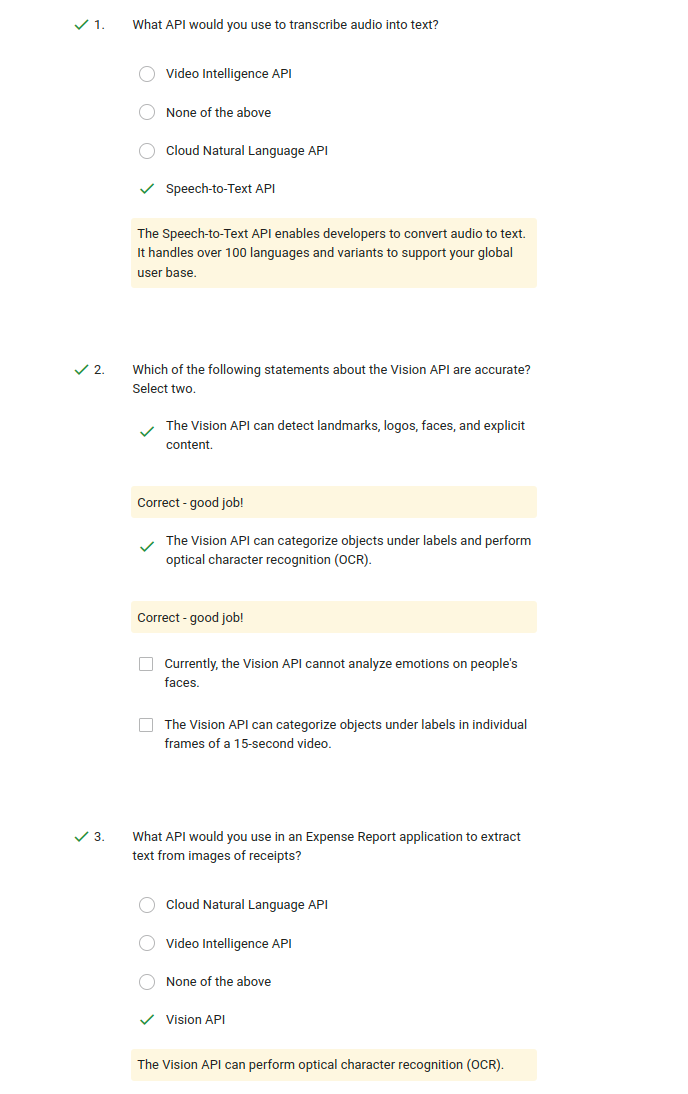 1. What API would you use to transcribe audio into text?
Video Intelligence API
None of the above
Cloud Natural Language API
Speech-to-Text API
The Speech-to-Text API enables developers to convert audio to text.
It handles over 100 languages and variants to support your global
user base.
2. Which of the following statements about the Vision API are accurate?
Select two.
The Vision API can detect landmarks, logos, faces, and explicit
content.
Correct - good job!
The Vision API can categorize objects under labels and perform
optical character recognition (OCR).
Correct - good job!
Currently, the Vision API cannot analyze emotions on people's
faces.
The Vision API can categorize objects under labels in individual
frames of a 15-second video.
3. What API would you use in an Expense Report application to extract
text from images of receipts?
Cloud Natural Language API
Video Intelligence API
None of the above
Vision API
The Vision API can perform optical character recognition (OCR).